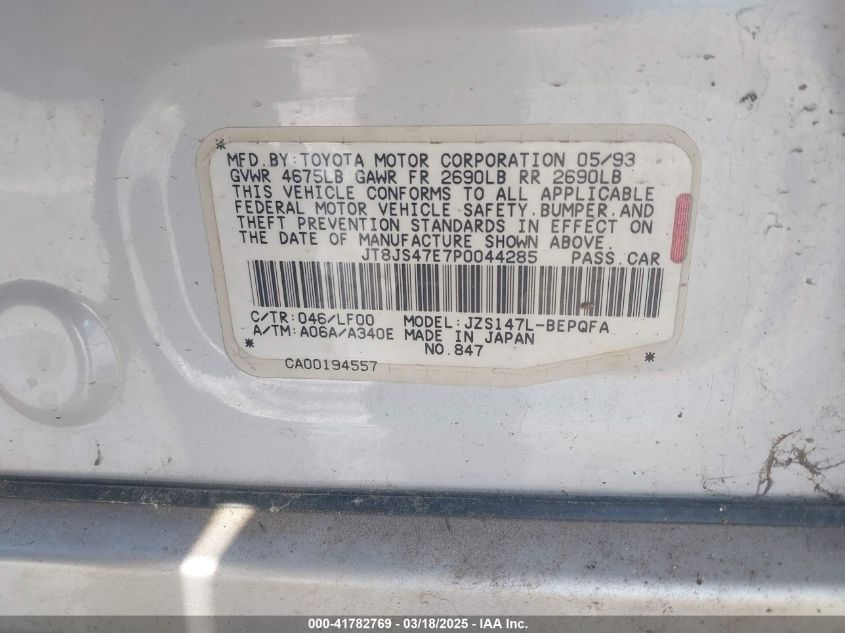 MFD.BY:TOYOTA MOTOR CORPORATION 05/93
GVWR 4675LB GAWR FR 2690LB RR 2690LB
THIS VEHICLE CONFORMS TO ALL APPLICABLE
FEDERAL MOTOR VEHICLE SAFETY.BUMPER.AND
THEFT PREVENTION STANDARDS IN EFFECT ON
THE DATE OF MANUFACTURE SHOWN ABOVE.
JT8JS47E7P0044285 PASS.CAR
C/TR:046/LF00 MODEL:JZS147L-BEPQFA
A/TM:A06A/A340E MADE IN JAPAN
NO.847
CA00194557
000-41782769 - 03/18/2025 - IAA Inc.